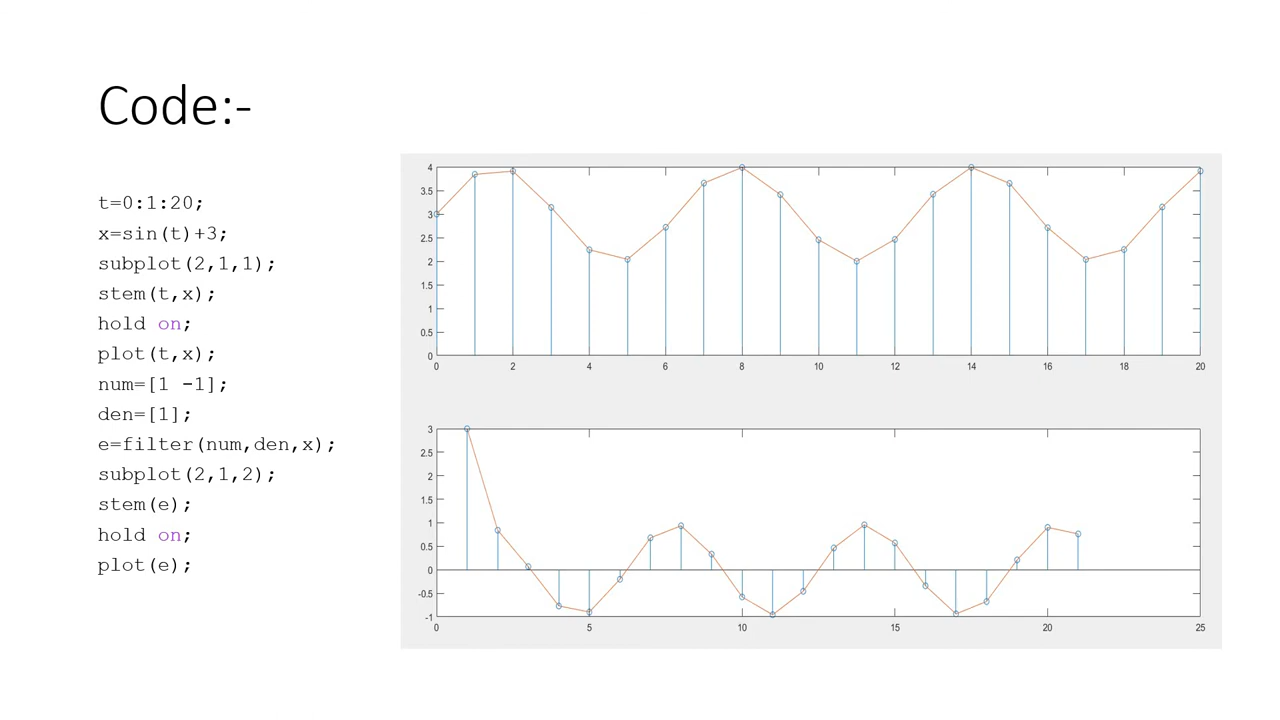 Code:-
t=0:1:20;
x=sin(t)+3;
subplot(2,1,1);
stem(t,x);
hold on;
plot(t,x);
num=[1 -1];
den=[1];
e=filter(num,den,x);
subplot(2,1,2);
stem(e);
hold on;
plot(e);
4
3.5
3
2.5
2
1.5
1
0.5
0
0 2 4 6 8 10 12 14 16 18 20
3
2.5
2
1.5
1
0.5
0
-0.5
-1
0 5 10 15 20 25